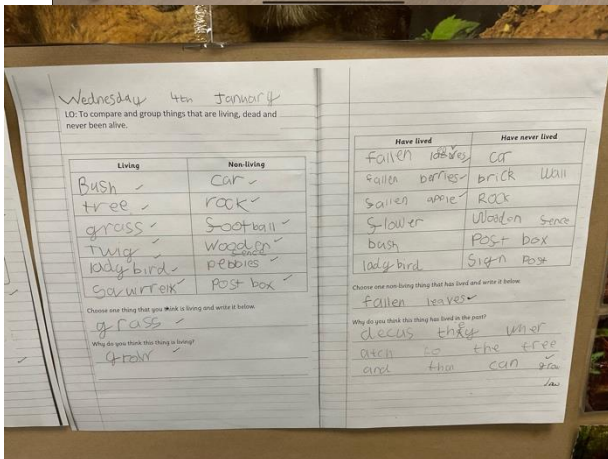 Wednesday 4th January
LO: To compare and group things that are living, dead and
never been alive.
Living Non-living
Bush car
tree rock
grass football
Twig wooden fence
ladybird pebbles
Sqwrrelx post box
Choose one thing that you think is living and write it below.
grass
Why do you think this thing is living?
grow
Have lived Have never lived
Fallen leaves car
fallen berries brick wall
fallen apple Rock
flower Wooden fence
bush Post box
ladybird Sign Post
Choose one non-living thing that has lived and write it below.
fallen leaves
Why do you think this thing has lived in the past?
decus they wher
atch to the tree
and thai can grow